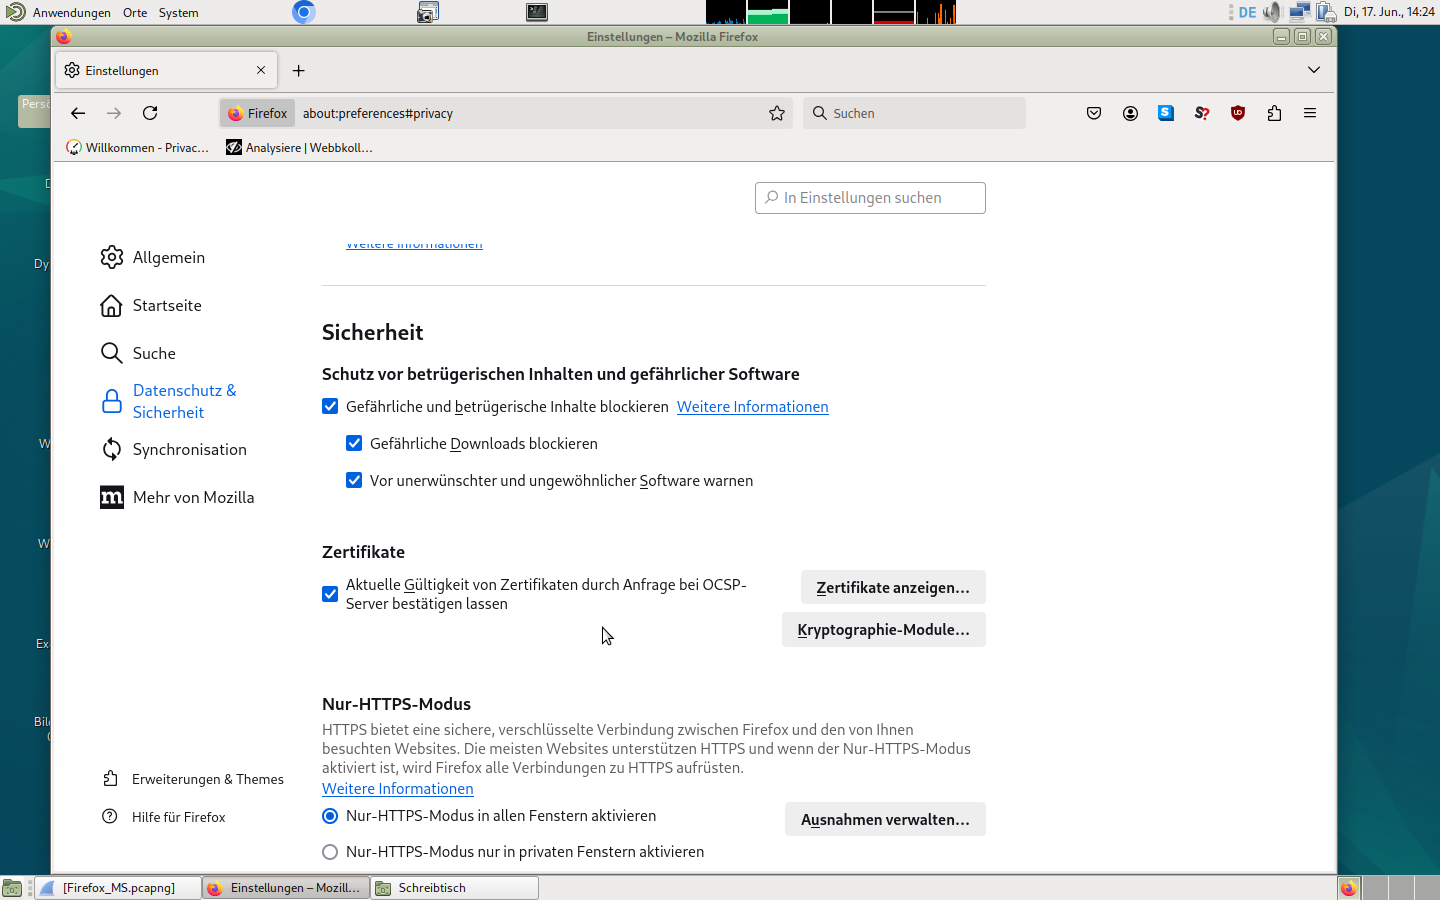 Anwendungen Orte System
DE
Di, 17. Jun., 14:24
Einstellungen – Mozilla Firefox
Einstellungen
Firefox about:preferences#privacy
Suchen
Willkommen - Privac…
Analysiere | Webbkoll…
In Einstellungen suchen
Weitere Informationen
Allgemein
Startseite
Suche
Datenschutz &
Sicherheit
Synchronisation
Mehr von Mozilla
Erweiterungen & Themes
Hilfe für Firefox
Sicherheit
Schutz vor betrügerischen Inhalten und gefährlicher Software
Gefährliche und betrügerische Inhalte blockieren Weitere Informationen
Gefährliche Downloads blockieren
Vor unerwünschter und ungewöhnlicher Software warnen
Zertifikate
Aktuelle Gültigkeit von Zertifikaten durch Anfrage bei OCSP-
Server bestätigen lassen
Zertifikate anzeigen…
Kryptographie-Module…
Nur-HTTPS-Modus
HTTPS bietet eine sichere, verschlüsselte Verbindung zwischen Firefox und den von Ihnen
besuchten Websites. Die meisten Websites unterstützen HTTPS und wenn der Nur-HTTPS-Modus
aktiviert ist, wird Firefox alle Verbindungen zu HTTPS aufrüsten.
Weitere Informationen
Nur-HTTPS-Modus in allen Fenstern aktivieren
Ausnahmen verwalten…
Nur-HTTPS-Modus nur in privaten Fenstern aktivieren
[Firefox_MS.pcapng]
Einstellungen – Mozill…
Schreibtisch